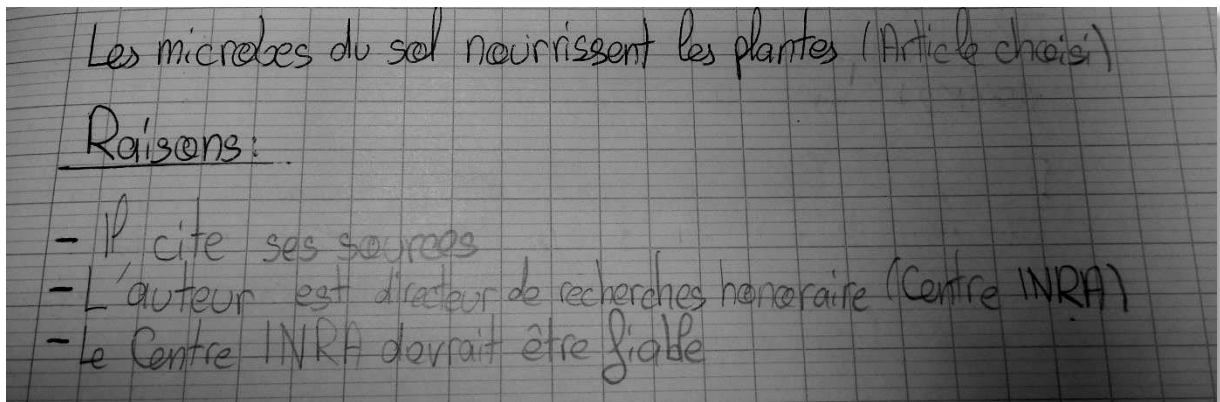 Les microbes du sol nourrissent les plantes (Article choisi)
Raisons:
- Il cite ses sources
- L'auteur est directeur de recherches honoraire (Centre INRA)
- Le Centre INRA devrait être fiable